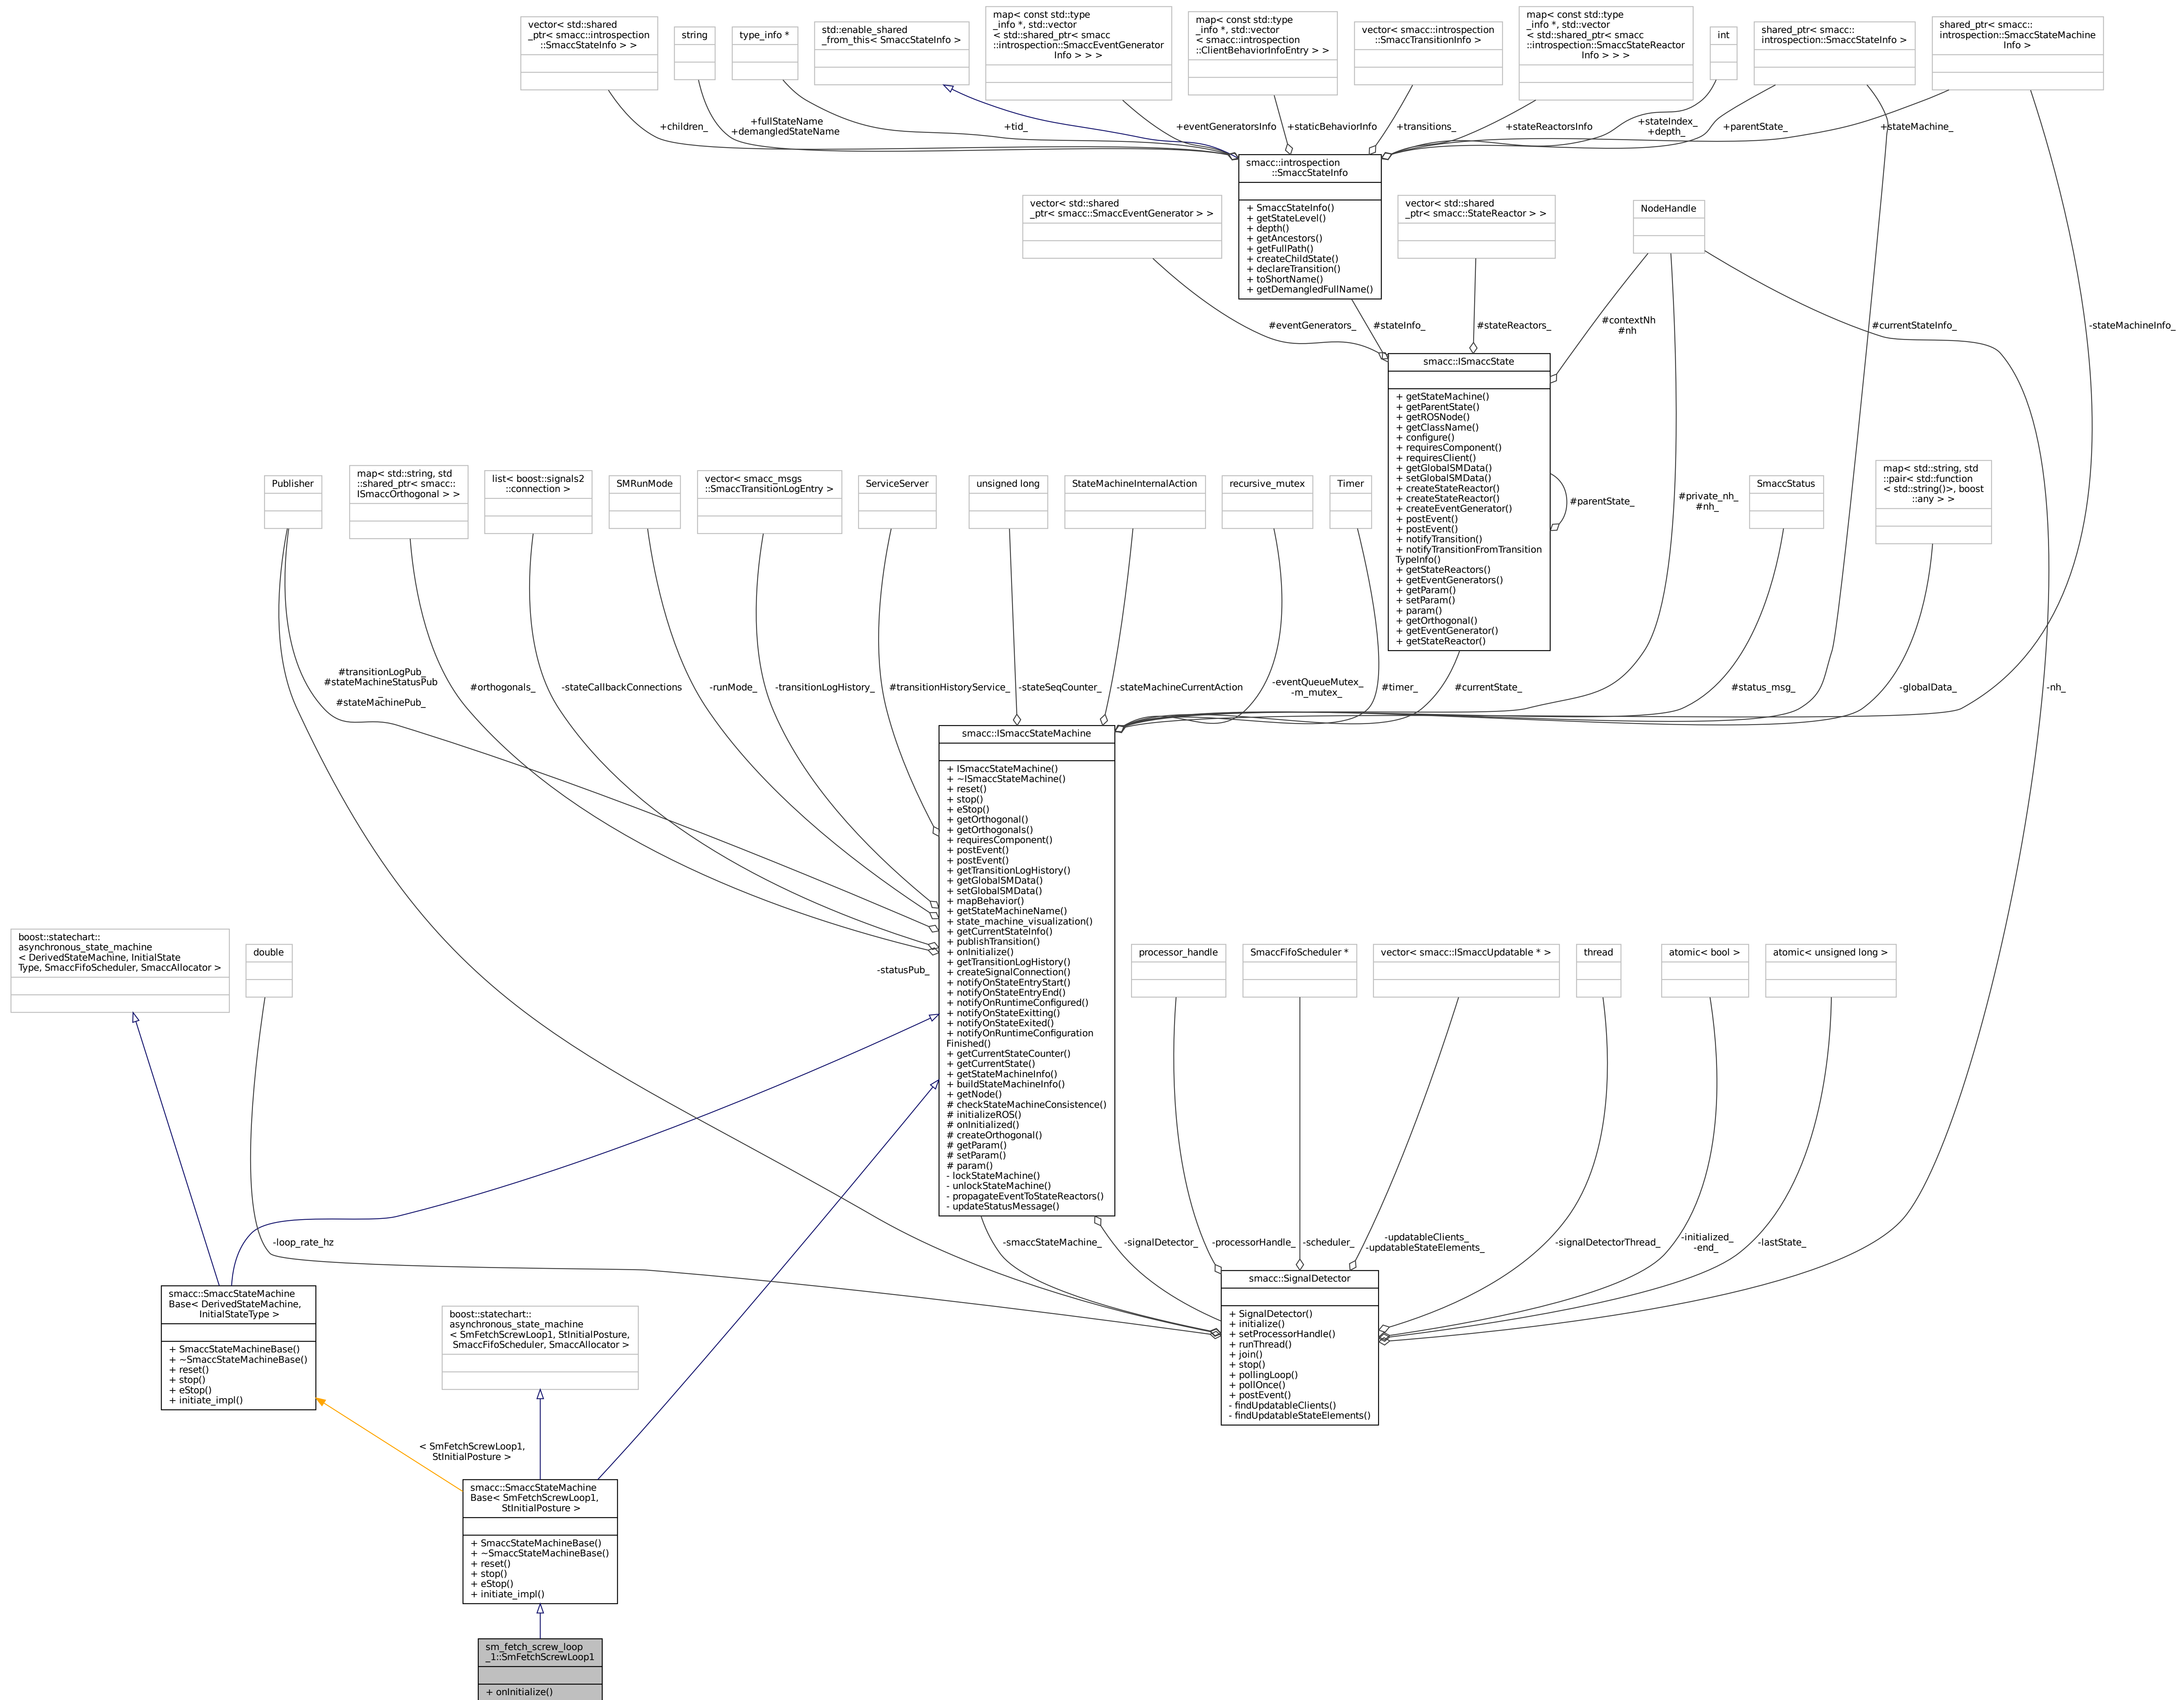 vector< std::shared
_ptr< smacc::introspection
::SmaccStateInfo > >
string
type_info *
std::enable_shared
_from_this< SmaccStateInfo >
map< const std::type
_info *, std::vector
< std::shared_ptr< smacc
::introspection::SmaccEventGenerator
Info > > >
map< const std::type
_info *, std::vector
< smacc::introspection
::ClientBehaviorInfoEntry > >
vector< smacc::introspection
::SmaccTransitionInfo >
map< const std::type
_info *, std::vector
< std::shared_ptr< smacc
::introspection::SmaccStateReactor
Info > > >
int
shared_ptr< smacc::
introspection::SmaccStateInfo >
shared_ptr< smacc::
introspection::SmaccStateMachine
Info >
+children_
+fullStateName
+demangledStateName
+tid_
+eventGeneratorsInfo
+staticBehaviorInfo
+transitions_
+stateReactorsInfo
+stateIndex_
+depth_
+parentState_
+stateMachine_
smacc::introspection
::SmaccStateInfo
+ SmaccStateInfo()
+ getStateLevel()
+ depth()
+ getAncestors()
+ getFullPath()
+ createChildState()
+ declareTransition()
+ toShortName()
+ getDemangledFullName()
vector< std::shared
_ptr< smacc::SmaccEventGenerator > >
vector< std::shared
_ptr< smacc::StateReactor > >
NodeHandle
#eventGenerators_
#stateInfo_
#stateReactors_
#contextNh
#nh
#currentStateInfo_
-stateMachineInfo_
smacc::ISmaccState
+ getStateMachine()
+ getParentState()
+ getROSNode()
+ getClassName()
+ configure()
+ requiresComponent()
+ requiresClient()
+ getGlobalSMData()
+ setGlobalSMData()
+ createStateReactor()
+ createStateReactor()
+ createEventGenerator()
+ postEvent()
+ postEvent()
+ notifyTransition()
+ notifyTransitionFromTransition
TypeInfo()
+ getStateReactors()
+ getEventGenerators()
+ getParam()
+ setParam()
+ param()
+ getOrthogonal()
+ getEventGenerator()
+ getStateReactor()
#parentState_
#private_nh_
#nh_
Publisher
map< std::string, std
::shared_ptr< smacc::
ISmaccOrthogonal > >
list< boost::signals2
::connection >
SMRunMode
vector< smacc_msgs
::SmaccTransitionLogEntry >
ServiceServer
unsigned long
StateMachineInternalAction
recursive_mutex
Timer
SmaccStatus
map< std::string, std
::pair< std::function
< std::string()>, boost
::any > >
#transitionLogPub_
#stateMachineStatusPub
_
#stateMachinePub_
#orthogonals_
-stateCallbackConnections
-runMode_
-transitionLogHistory_
#transitionHistoryService_
-stateSeqCounter_
-stateMachineCurrentAction
-eventQueueMutex_
-m_mutex_
#timer_
#currentState_
#status_msg_
-globalData_
-nh_
smacc::ISmaccStateMachine
+ ISmaccStateMachine()
+ ~ISmaccStateMachine()
+ reset()
+ stop()
+ eStop()
+ getOrthogonal()
+ getOrthogonals()
+ requiresComponent()
+ postEvent()
+ postEvent()
+ getTransitionLogHistory()
+ getGlobalSMData()
+ setGlobalSMData()
+ mapBehavior()
+ getStateMachineName()
+ state_machine_visualization()
+ getCurrentStateInfo()
+ publishTransition()
+ onInitialize()
+ getTransitionLogHistory()
+ createSignalConnection()
+ notifyOnStateEntryStart()
+ notifyOnStateEntryEnd()
+ notifyOnRuntimeConfigured()
+ notifyOnStateExitting()
+ notifyOnStateExited()
+ notifyOnRuntimeConfiguration
Finished()
+ getCurrentStateCounter()
+ getCurrentState()
+ getStateMachineInfo()
+ buildStateMachineInfo()
+ getNode()
# checkStateMachineConsistence()
# initializeROS()
# onInitialized()
# createOrthogonal()
# getParam()
# setParam()
# param()
- lockStateMachine()
- unlockStateMachine()
- propagateEventToStateReactors()
- updateStatusMessage()
-statusPub_
boost::statechart::
asynchronous_state_machine
< DerivedStateMachine, InitialState
Type, SmaccFifoScheduler, SmaccAllocator >
double
processor_handle
SmaccFifoScheduler *
vector< smacc::ISmaccUpdatable * >
thread
atomic< bool >
atomic< unsigned long >
-loop_rate_hz
-smaccStateMachine_
-signalDetector_
-processorHandle_
-scheduler_
-updatableClients_
-updatableStateElements_
-signalDetectorThread_
-initialized_
-end_
-lastState_
smacc::SignalDetector
+ SignalDetector()
+ initialize()
+ setProcessorHandle()
+ runThread()
+ join()
+ stop()
+ pollingLoop()
+ pollOnce()
+ postEvent()
- findUpdatableClients()
- findUpdatableStateElements()
smacc::SmaccStateMachine
Base< DerivedStateMachine,
InitialStateType >
+ SmaccStateMachineBase()
+ ~SmaccStateMachineBase()
+ reset()
+ stop()
+ eStop()
+ initiate_impl()
boost::statechart::
asynchronous_state_machine
< SmFetchScrewLoop1, StInitialPosture,
SmaccFifoScheduler, SmaccAllocator >
< SmFetchScrewLoop1,
StInitialPosture >
smacc::SmaccStateMachine
Base< SmFetchScrewLoop1,
StInitialPosture >
+ SmaccStateMachineBase()
+ ~SmaccStateMachineBase()
+ reset()
+ stop()
+ eStop()
+ initiate_impl()
sm_fetch_screw_loop
_1::SmFetchScrewLoop1
+ onInitialize()